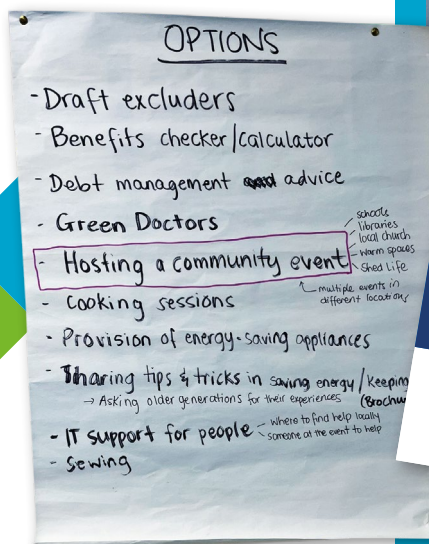 OPTIONS
- Draft excluders
- Benefits checker/calculator
- Debt management advice
- Green Doctors
- Hosting a community event
schools
libraries
local church
warm spaces
Shed Life
multiple events in
different locations
- Cooking sessions
- Provision of energy-saving appliances
- Sharing tips & tricks in saving energy/keeping
→ Asking older generations for their experiences (Brochu
- IT support for people
where to find help locally
someone at the event to help
- Sewing